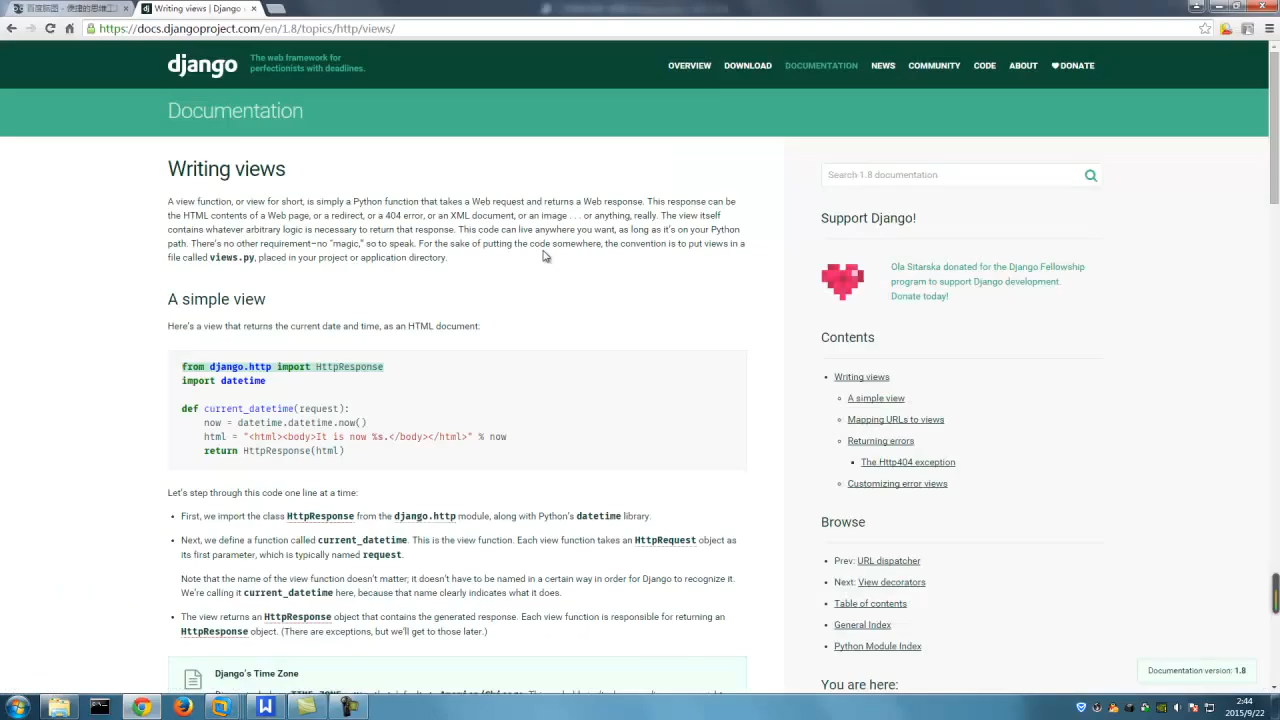 百度脑图 - 便捷的思维
Writing views | Django
https://docs.djangoproject.com/en/1.8/topics/http/views/
django
The web framework for
perfectionists with deadlines.
OVERVIEW DOWNLOAD DOCUMENTATION NEWS COMMUNITY CODE ABOUT ♥ DONATE
Documentation
Writing views
A view function, or view for short, is simply a Python function that takes a Web request and returns a Web response. This response can be
the HTML contents of a Web page, or a redirect, or a 404 error, or an XML document, or an image . . . or anything, really. The view itself
contains whatever arbitrary logic is necessary to return that response. This code can live anywhere you want, as long as it's on your Python
path. There's no other requirement–no “magic,” so to speak. For the sake of putting the code somewhere, the convention is to put views in a
file called views.py, placed in your project or application directory.
A simple view
Here's a view that returns the current date and time, as an HTML document:
from django.http import HttpResponse
import datetime
def current_datetime(request):
now = datetime.datetime.now()
html = "<html><body>It is now %s.</body></html>" % now
return HttpResponse(html)
Let's step through this code one line at a time:
• First, we import the class HttpResponse from the django.http module, along with Python's datetime library.
• Next, we define a function called current_datetime. This is the view function. Each view function takes an HttpRequest object as
its first parameter, which is typically named request.
Note that the name of the view function doesn't matter; it doesn't have to be named in a certain way in order for Django to recognize it.
We're calling it current_datetime here, because that name clearly indicates what it does.
• The view returns an HttpResponse object that contains the generated response. Each view function is responsible for returning an
HttpResponse object. (There are exceptions, but we'll get to those later.)
Django's Time Zone
Search 1.8 documentation
Support Django!
Ola Sitarska donated for the Django Fellowship
program to support Django development.
Donate today!
Contents
• Writing views
A simple view
Mapping URLs to views
Returning errors
The Http404 exception
Customizing error views
Browse
• Prev: URL dispatcher
• Next: View decorators
• Table of contents
• General Index
• Python Module Index
You are here:
Documentation version: 1.8
2:44
2015/9/22